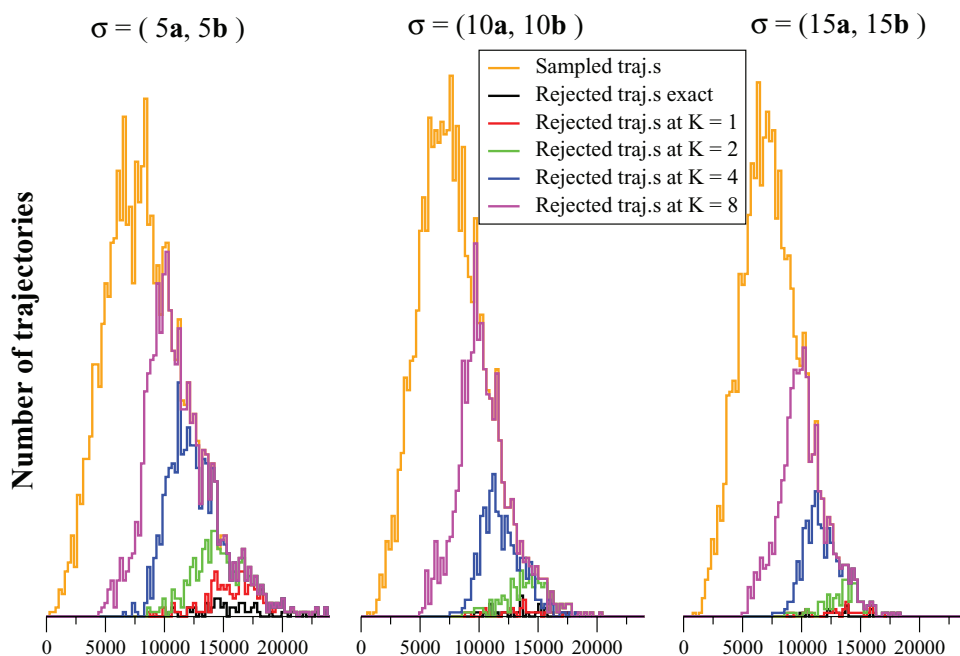 σ = ( 5a, 5b )
σ = (10a, 10b )
σ = (15a, 15b )
Sampled traj.s
Rejected traj.s exact
Rejected traj.s at K = 1
Rejected traj.s at K = 2
Rejected traj.s at K = 4
Rejected traj.s at K = 8
Number of trajectories
0 5000 10000 15000 20000
0 5000 10000 15000 20000
0 5000 10000 15000 20000